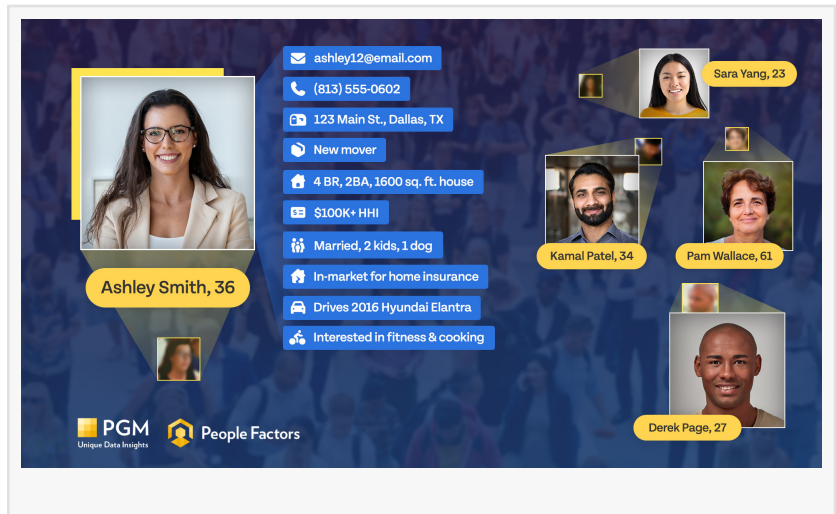 Ashley Smith, 36
ashley12@email.com
(813) 555-0602
123 Main St., Dallas, TX
New mover
4 BR, 2BA, 1600 sq. ft. house
$100K+ HHI
Married, 2 kids, 1 dog
In-market for home insurance
Drives 2016 Hyundai Elantra
Interested in fitness & cooking
Sara Yang, 23
Kamal Patel, 34
Pam Wallace, 61
Derek Page, 27
PGM
Unique Data Insights
People Factors